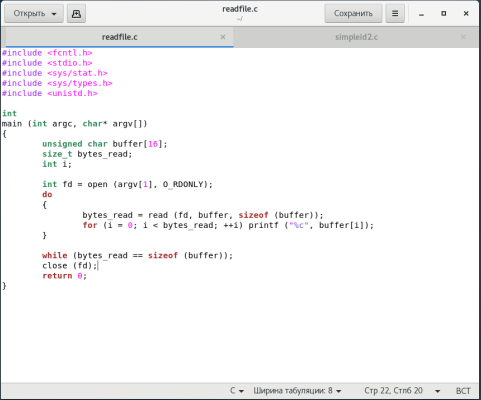 Открыть
readfile.c
~/
Сохранить
readfile.c
simpleid2.c
#include <fcntl.h>
#include <stdio.h>
#include <sys/stat.h>
#include <sys/types.h>
#include <unistd.h>
int
main (int argc, char* argv[])
{
unsigned char buffer[16];
size_t bytes_read;
int i;
int fd = open (argv[1], O_RDONLY);
do
{
bytes_read = read (fd, buffer, sizeof (buffer));
for (i = 0; i < bytes_read; ++i) printf ("%c", buffer[i]);
}
while (bytes_read == sizeof (buffer));
close (fd);
return 0;
}
C Ширина табуляции: 8 Стр 22, Стлб 20 ВСТ